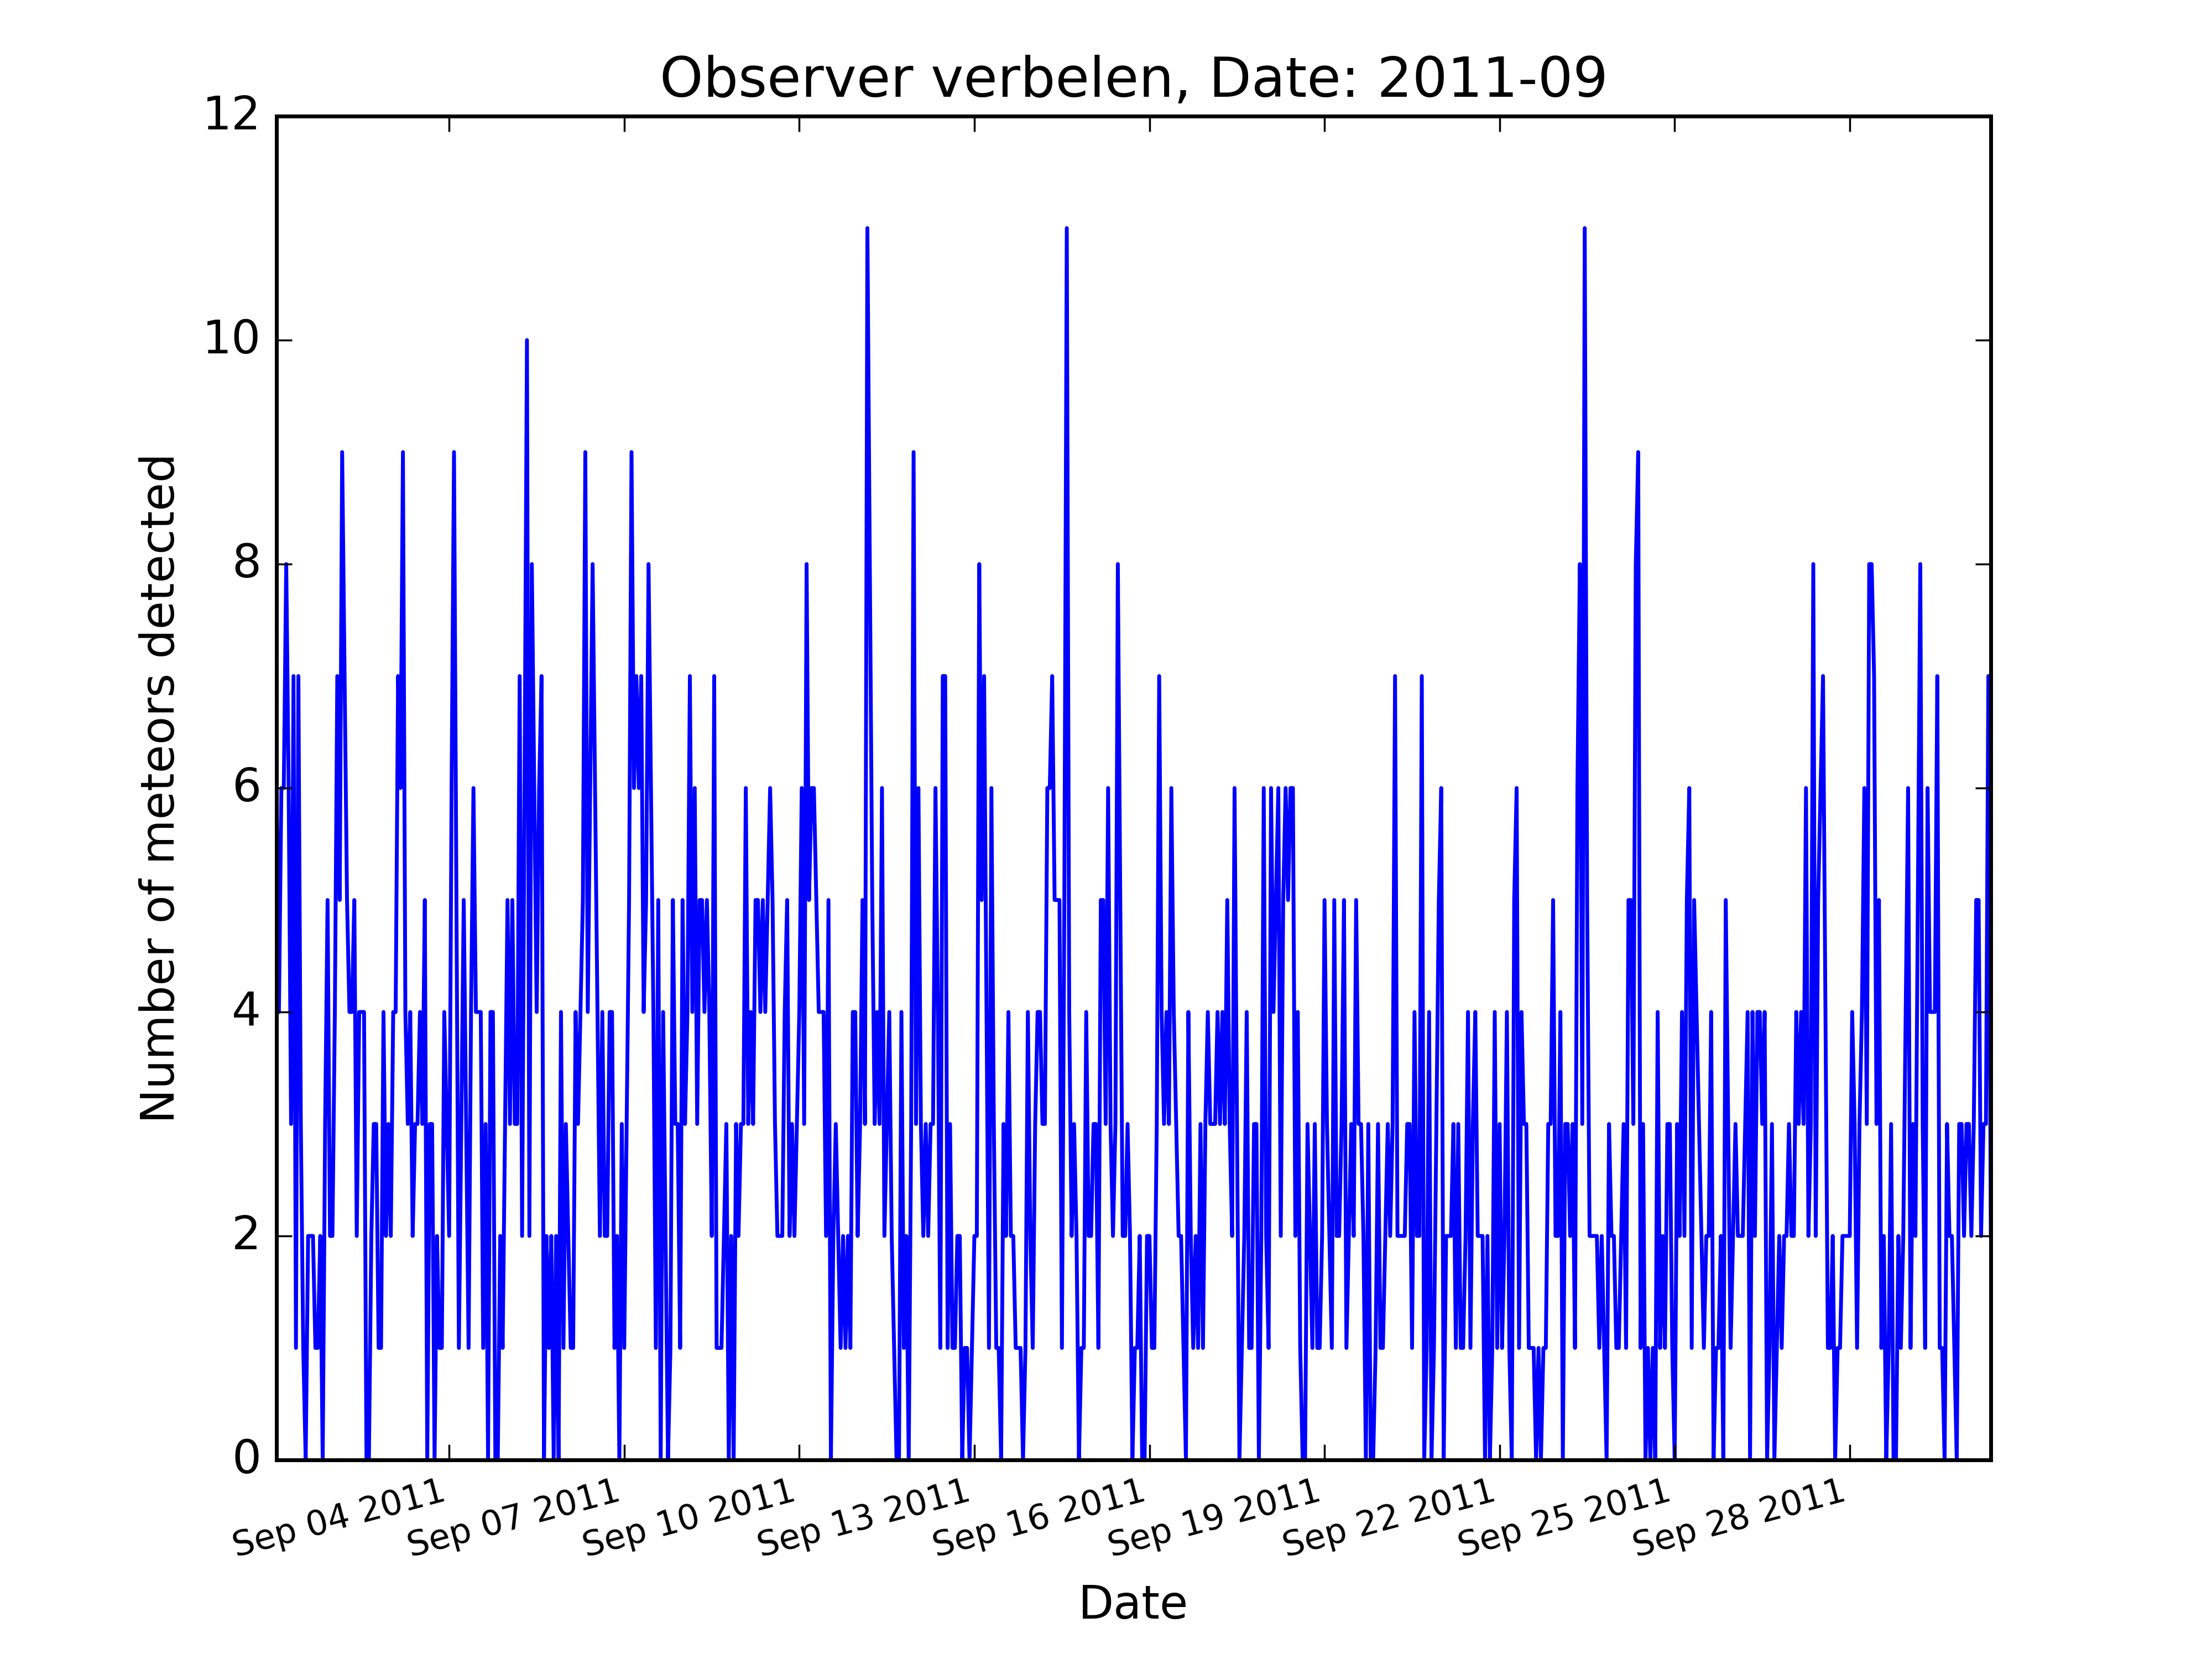 Observer verbelen, Date: 2011-09
12
10
8
6
4
2
0
Number of meteors detected
Sep 04 2011
Sep 07 2011
Sep 10 2011
Sep 13 2011
Sep 16 2011
Sep 19 2011
Sep 22 2011
Sep 25 2011
Sep 28 2011
Date